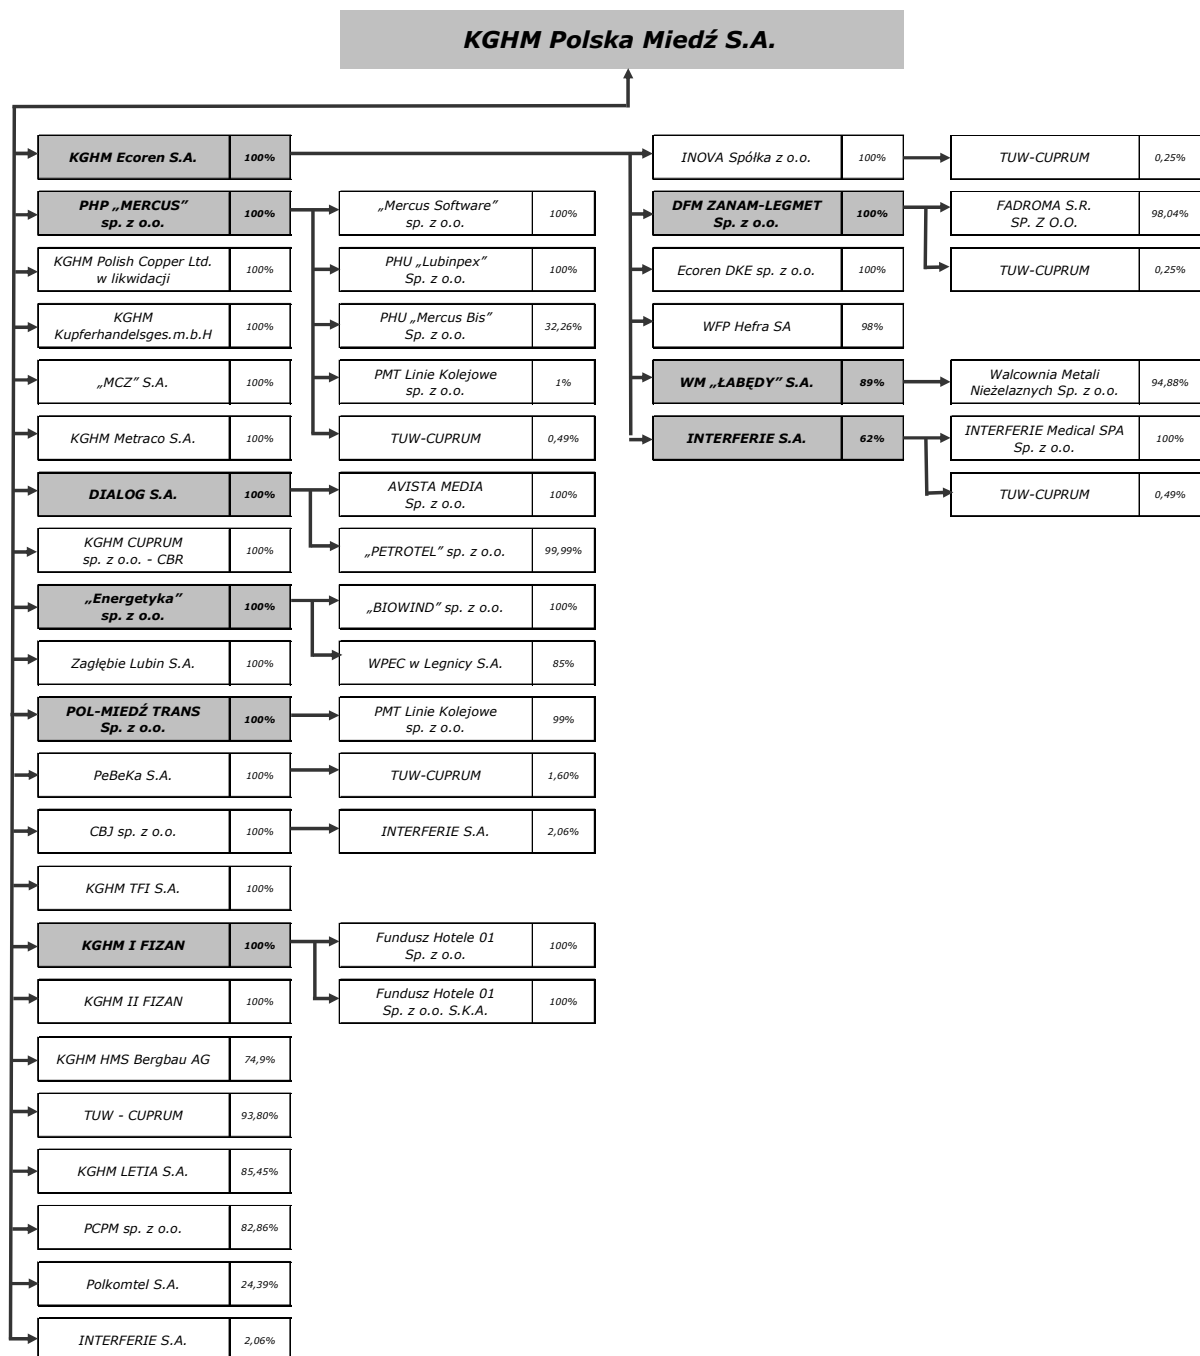 KGHM Polska Miedź S.A.
KGHM Ecoren S.A. 100%
INOVA Spółka z o.o. 100%
TUW-CUPRUM 0,25%
PHP „MERCUS”
sp. z o.o. 100%
„Mercus Software”
sp. z o.o. 100%
DFM ZANAM-LEGMET
Sp. z o.o. 100%
FADROMA S.R.
SP. Z O.O. 98,04%
KGHM Polish Copper Ltd.
w likwidacji 100%
PHU „Lubinpex”
Sp. z o.o. 100%
Ecoren DKE sp. z o.o. 100%
TUW-CUPRUM 0,25%
KGHM
Kupferhandelsges.m.b.H 100%
PHU „Mercus Bis”
Sp. z o.o. 32,26%
WFP Hefra SA 98%
„MCZ” S.A. 100%
PMT Linie Kolejowe
sp. z o.o. 1%
WM „ŁABĘDY” S.A. 89%
Walcownia Metali
Nieżelaznych Sp. z o.o. 94,88%
KGHM Metraco S.A. 100%
TUW-CUPRUM 0,49%
INTERFERIE S.A. 62%
INTERFERIE Medical SPA
Sp. z o.o. 100%
DIALOG S.A. 100%
AVISTA MEDIA
Sp. z o.o. 100%
TUW-CUPRUM 0,49%
KGHM CUPRUM
sp. z o.o. - CBR 100%
„PETROTEL” sp. z o.o. 99,99%
„Energetyka”
sp. z o.o. 100%
„BIOWIND” sp. z o.o. 100%
Zagłębie Lubin S.A. 100%
WPEC w Legnicy S.A. 85%
POL-MIEDŹ TRANS
Sp. z o.o. 100%
PMT Linie Kolejowe
sp. z o.o. 99%
PeBeKa S.A. 100%
TUW-CUPRUM 1,60%
CBJ sp. z o.o. 100%
INTERFERIE S.A. 2,06%
KGHM TFI S.A. 100%
KGHM I FIZAN 100%
Fundusz Hotele 01
Sp. z o.o. 100%
KGHM II FIZAN 100%
Fundusz Hotele 01
Sp. z o.o. S.K.A. 100%
KGHM HMS Bergbau AG 74,9%
TUW - CUPRUM 93,80%
KGHM LETIA S.A. 85,45%
PCPM sp. z o.o. 82,86%
Polkomtel S.A. 24,39%
INTERFERIE S.A. 2,06%